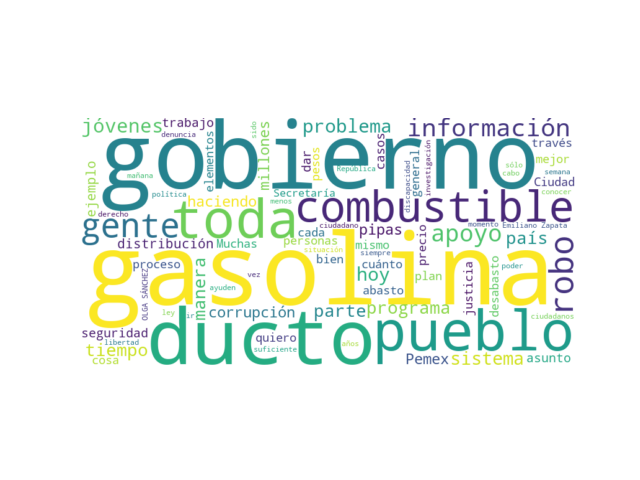 gobierno
gasolina
ducto
pueblo
toda
combustible
gente
robo
información
apoyo
jóvenes
trabajo
denuncia
problema
sido
elementos
millones
dar
pesos
casos
República
general
discapacidad
investigación
través
sólo
cabo
mejor
semana
Ciudad
conocer
mañana
política
ejemplo
haciendo
Secretaría
menos
derecho
distribución
Muchas
cada
personas
situación
ciudadano
pipas
mismo
siempre
precio
momento
Emiliano Zapata
país
proceso
OLGA SÁNCHEZ
ayuden
manera
vez
bien
cuánto
hoy
abasto
plan
programa
justicia
desabasto
poder
ciudadanos
seguridad
ley
ir
corrupción
parte
tiempo
libertad
cosa
quiero
suficiente
años
Pemex
sistema
asunto